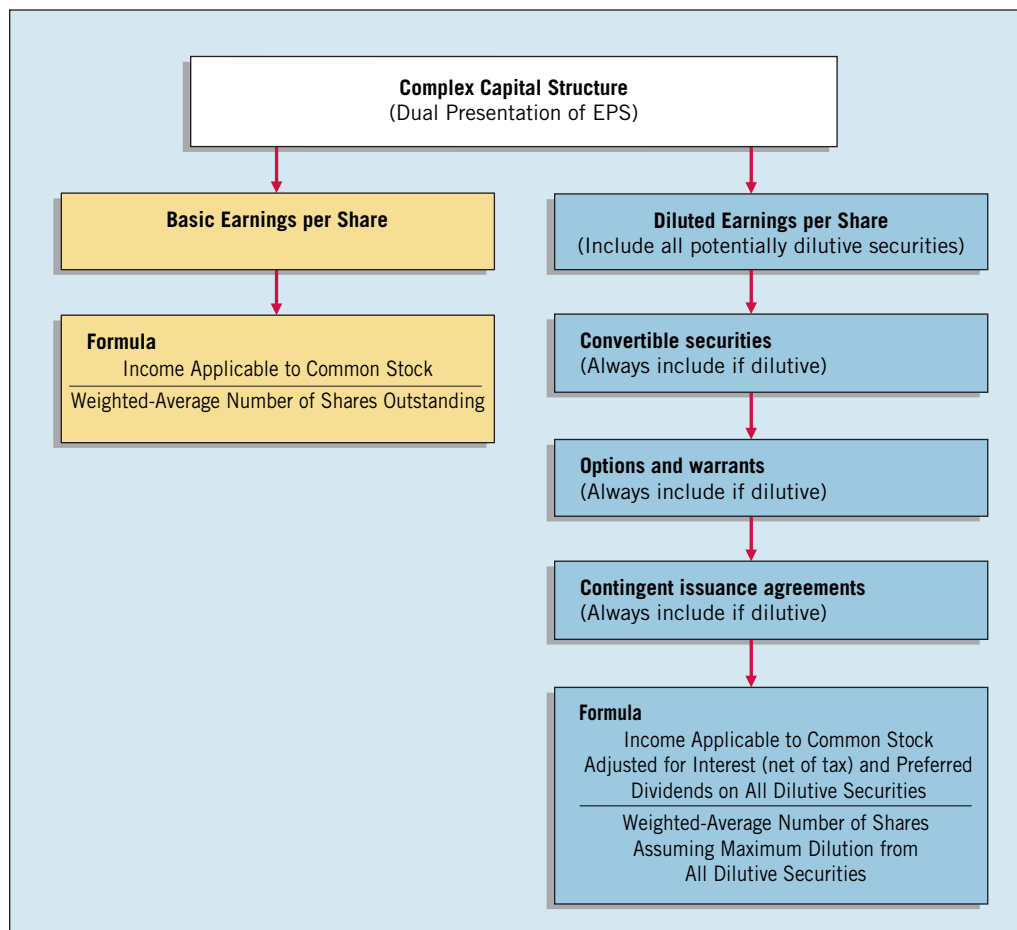 Complex Capital Structure
(Dual Presentation of EPS)
Basic Earnings per Share
Formula
Income Applicable to Common Stock
Weighted-Average Number of Shares Outstanding
Diluted Earnings per Share
(Include all potentially dilutive securities)
Convertible securities
(Always include if dilutive)
Options and warrants
(Always include if dilutive)
Contingent issuance agreements
(Always include if dilutive)
Formula
Income Applicable to Common Stock
Adjusted for Interest (net of tax) and Preferred
Dividends on All Dilutive Securities
Weighted-Average Number of Shares
Assuming Maximum Dilution from
All Dilutive Securities